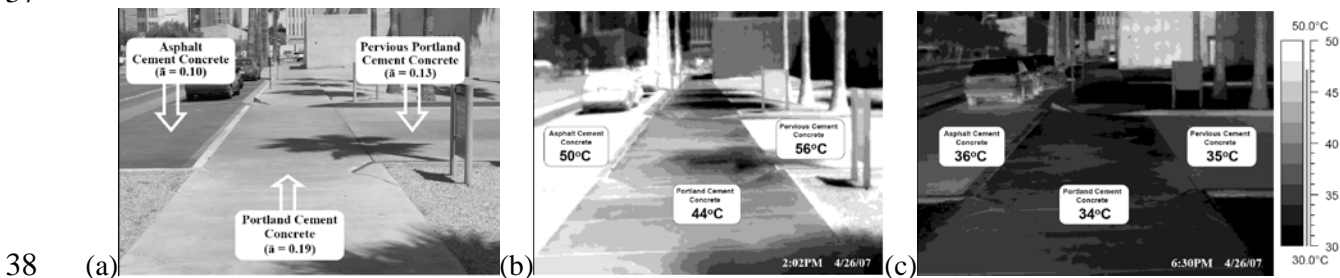 Asphalt
Cement Concrete
(ā = 0.10)
Pervious Portland
Cement Concrete
(ā = 0.13)
Portland Cement
Concrete
(ā = 0.19)
38
(a)
Asphalt Cement
Concrete
50°C
Pervious Cement
Concrete
56°C
Portland Cement
Concrete
44°C
2:02PM 4/26/07
(b)
Asphalt Cement
Concrete
36°C
Pervious Cement
Concrete
35°C
Portland Cement
Concrete
34°C
6:30PM 4/26/07
(c)
50.0°C
50
45
40
35
30
30.0°C